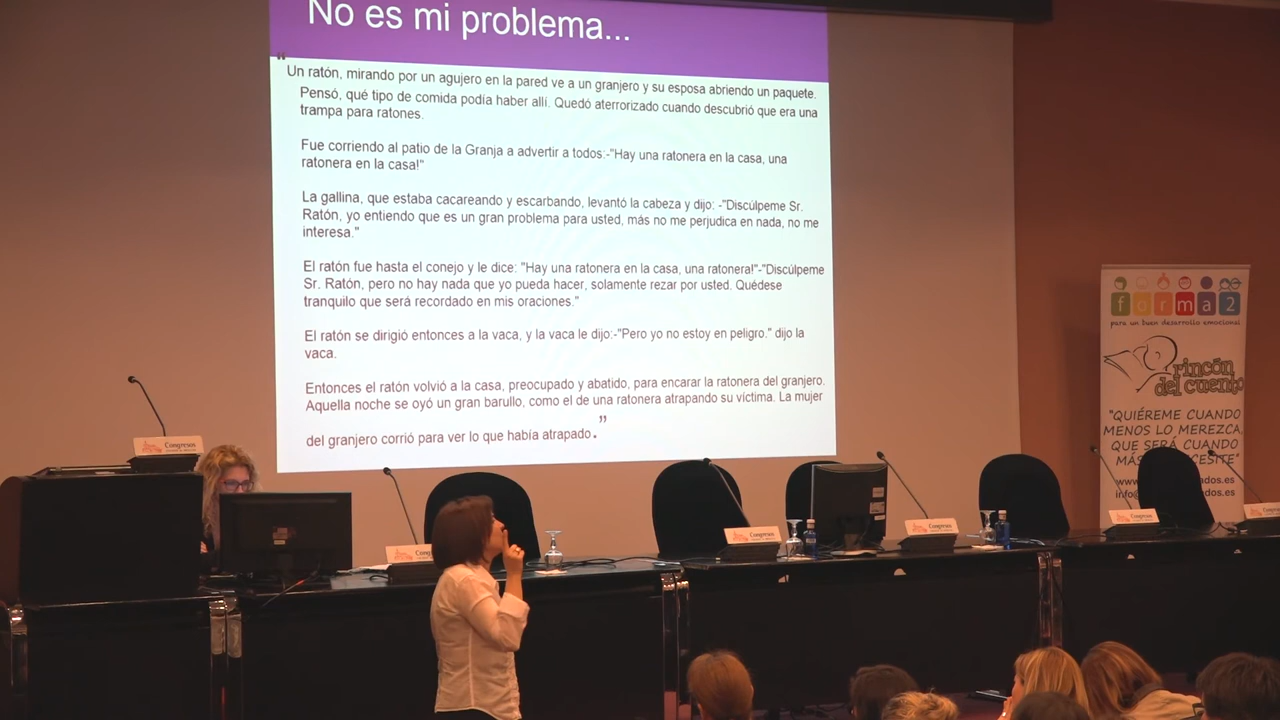 No es mi problema...
"
Un ratón, mirando por un agujero en la pared ve a un granjero y su esposa abriendo un paquete.
Pensó, qué tipo de comida podía haber allí. Quedó aterrorizado cuando descubrió que era una
trampa para ratones.
Fue corriendo al patio de la Granja a advertir a todos:-"Hay una ratonera en la casa, una
ratonera en la casa!"
La gallina, que estaba cacareando y escarbando, levantó la cabeza y dijo: -"Discúlpeme Sr.
Ratón, yo entiendo que es un gran problema para usted, más no me perjudica en nada, no me
interesa."
El ratón fue hasta el conejo y le dice: "Hay una ratonera en la casa, una ratonera!"-"Discúlpeme
Sr. Ratón, pero no hay nada que yo pueda hacer, solamente rezar por usted. Quédese
tranquilo que será recordado en mis oraciones."
El ratón se dirigió entonces a la vaca, y la vaca le dijo:-"Pero yo no estoy en peligro." dijo la
vaca.
Entonces el ratón volvió a la casa, preocupado y abatido, para encarar la ratonera del granjero.
Aquella noche se oyó un gran barullo, como el de una ratonera atrapando su víctima. La mujer
del granjero corrió para ver lo que había atrapado.”
forma2
para un buen desarrollo emocional
rincón
del cuento
"QUIÉREME CUANDO
MENOS LO MEREZCA
QUE SERÁ CUANDO
Congresos
Congresos
Congresos